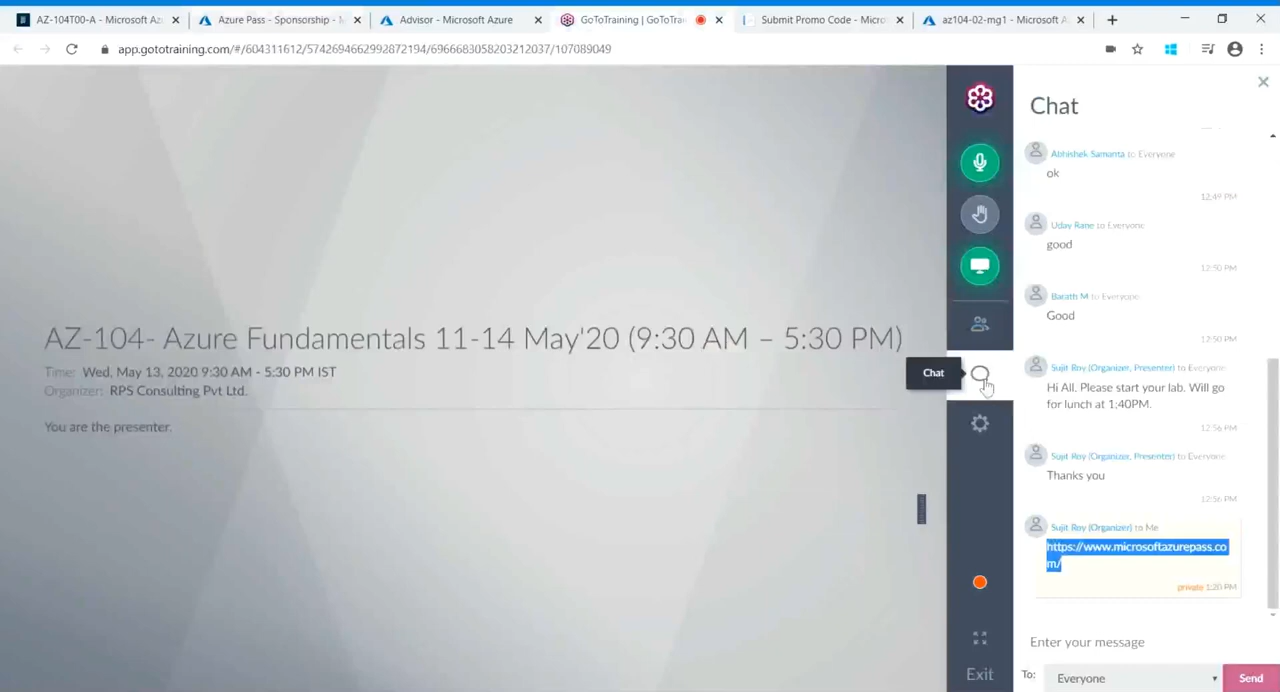 AZ-104T00-A - Microsoft Az
Azure Pass - Sponsorship - M
Advisor - Microsoft Azure
GoToTraining | GoToTrai
Submit Promo Code - Micro
az104-02-mg1 - Microsoft A
app.gototraining.com/#/604311612/5742694662992872194/6966683058203212037/107089049
Chat
Abhishek Samanta to Everyone
ok
12:49 PM
Uday Rane to Everyone
good
12:50 PM
Barath M to Everyone
Good
12:50 PM
Sujit Roy (Organizer, Presenter) to Everyone
Hi All. Please start your lab. Will go
for lunch at 1:40PM.
12:56 PM
Sujit Roy (Organizer, Presenter) to Everyone
Thanks you
12:56 PM
Sujit Roy (Organizer) to Me
https://www.microsoftazurepass.co
m/
private 1:20 PM
Enter your message
To: Everyone
Send
AZ-104- Azure Fundamentals 11-14 May'20 (9:30 AM – 5:30 PM)
Time: Wed, May 13, 2020 9:30 AM - 5:30 PM IST
Organizer: RPS Consulting Pvt Ltd.
You are the presenter.
Chat
Exit